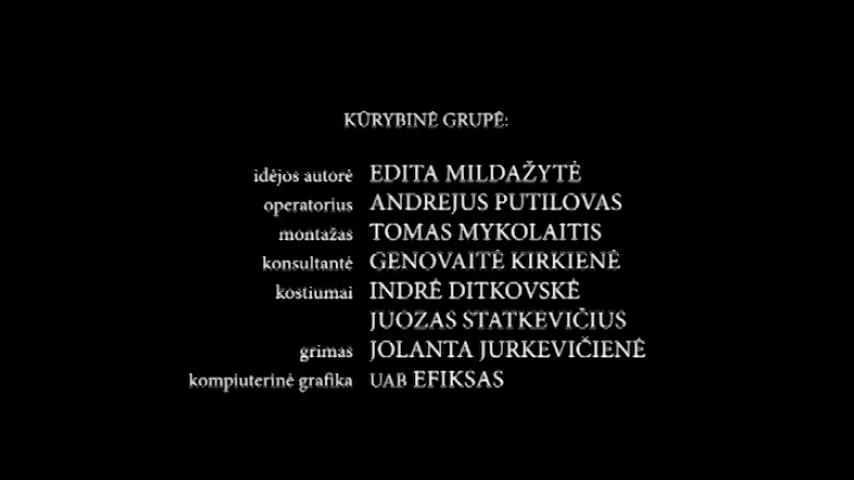 KŪRYBINĖ GRUPĖ:
idėjos autorė EDITA MILDAŽYTĖ
operatorius ANDREJUS PUTILOVAS
montažas TOMAS MYKOLAITIS
konsultantė GENOVAITĖ KIRKIENĖ
kostiumai INDRĖ DITKOVSKĖ
JUOZAS STATKEVIČIUS
grimas JOLANTA JURKEVIČIENĖ
kompiuterinė grafika UAB EFIKSAS